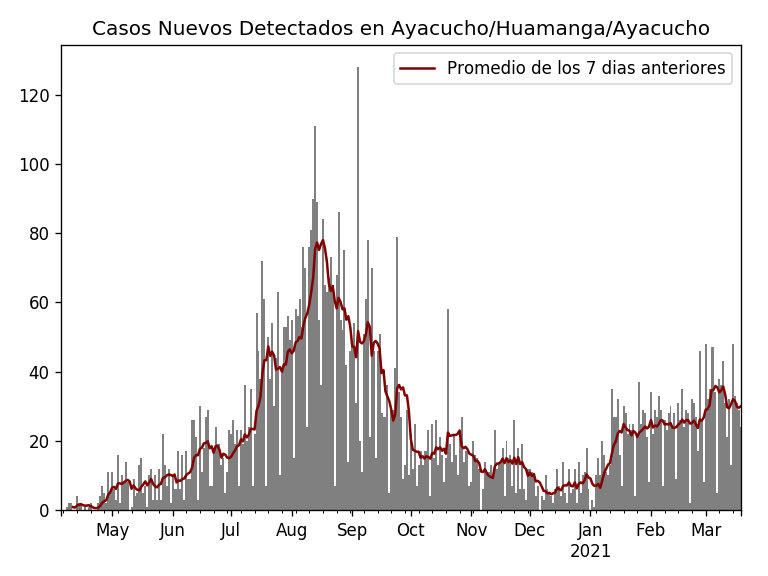 Casos Nuevos Detectados en Ayacucho/Huamanga/Ayacucho
Promedio de los 7 dias anteriores
120
100
80
60
40
20
0
May Jun Jul Aug Sep Oct Nov Dec Jan Feb Mar
2021